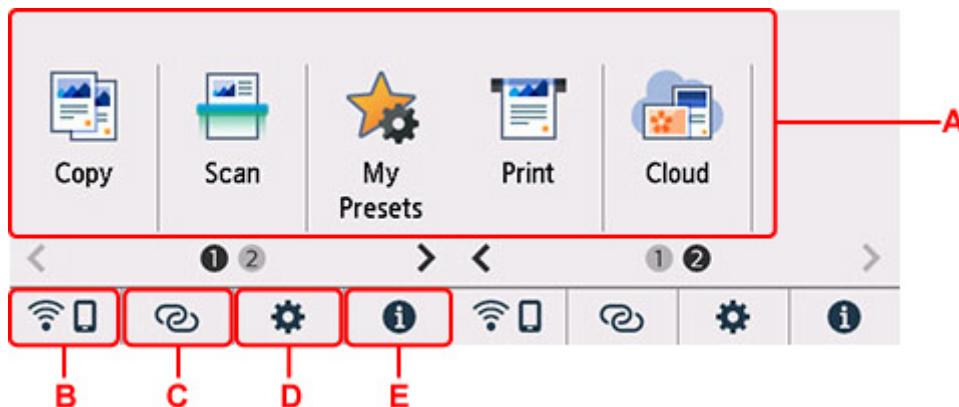 Copy
Scan
My
Presets
Print
Cloud
A
1 2
1 2
B
C
D
E